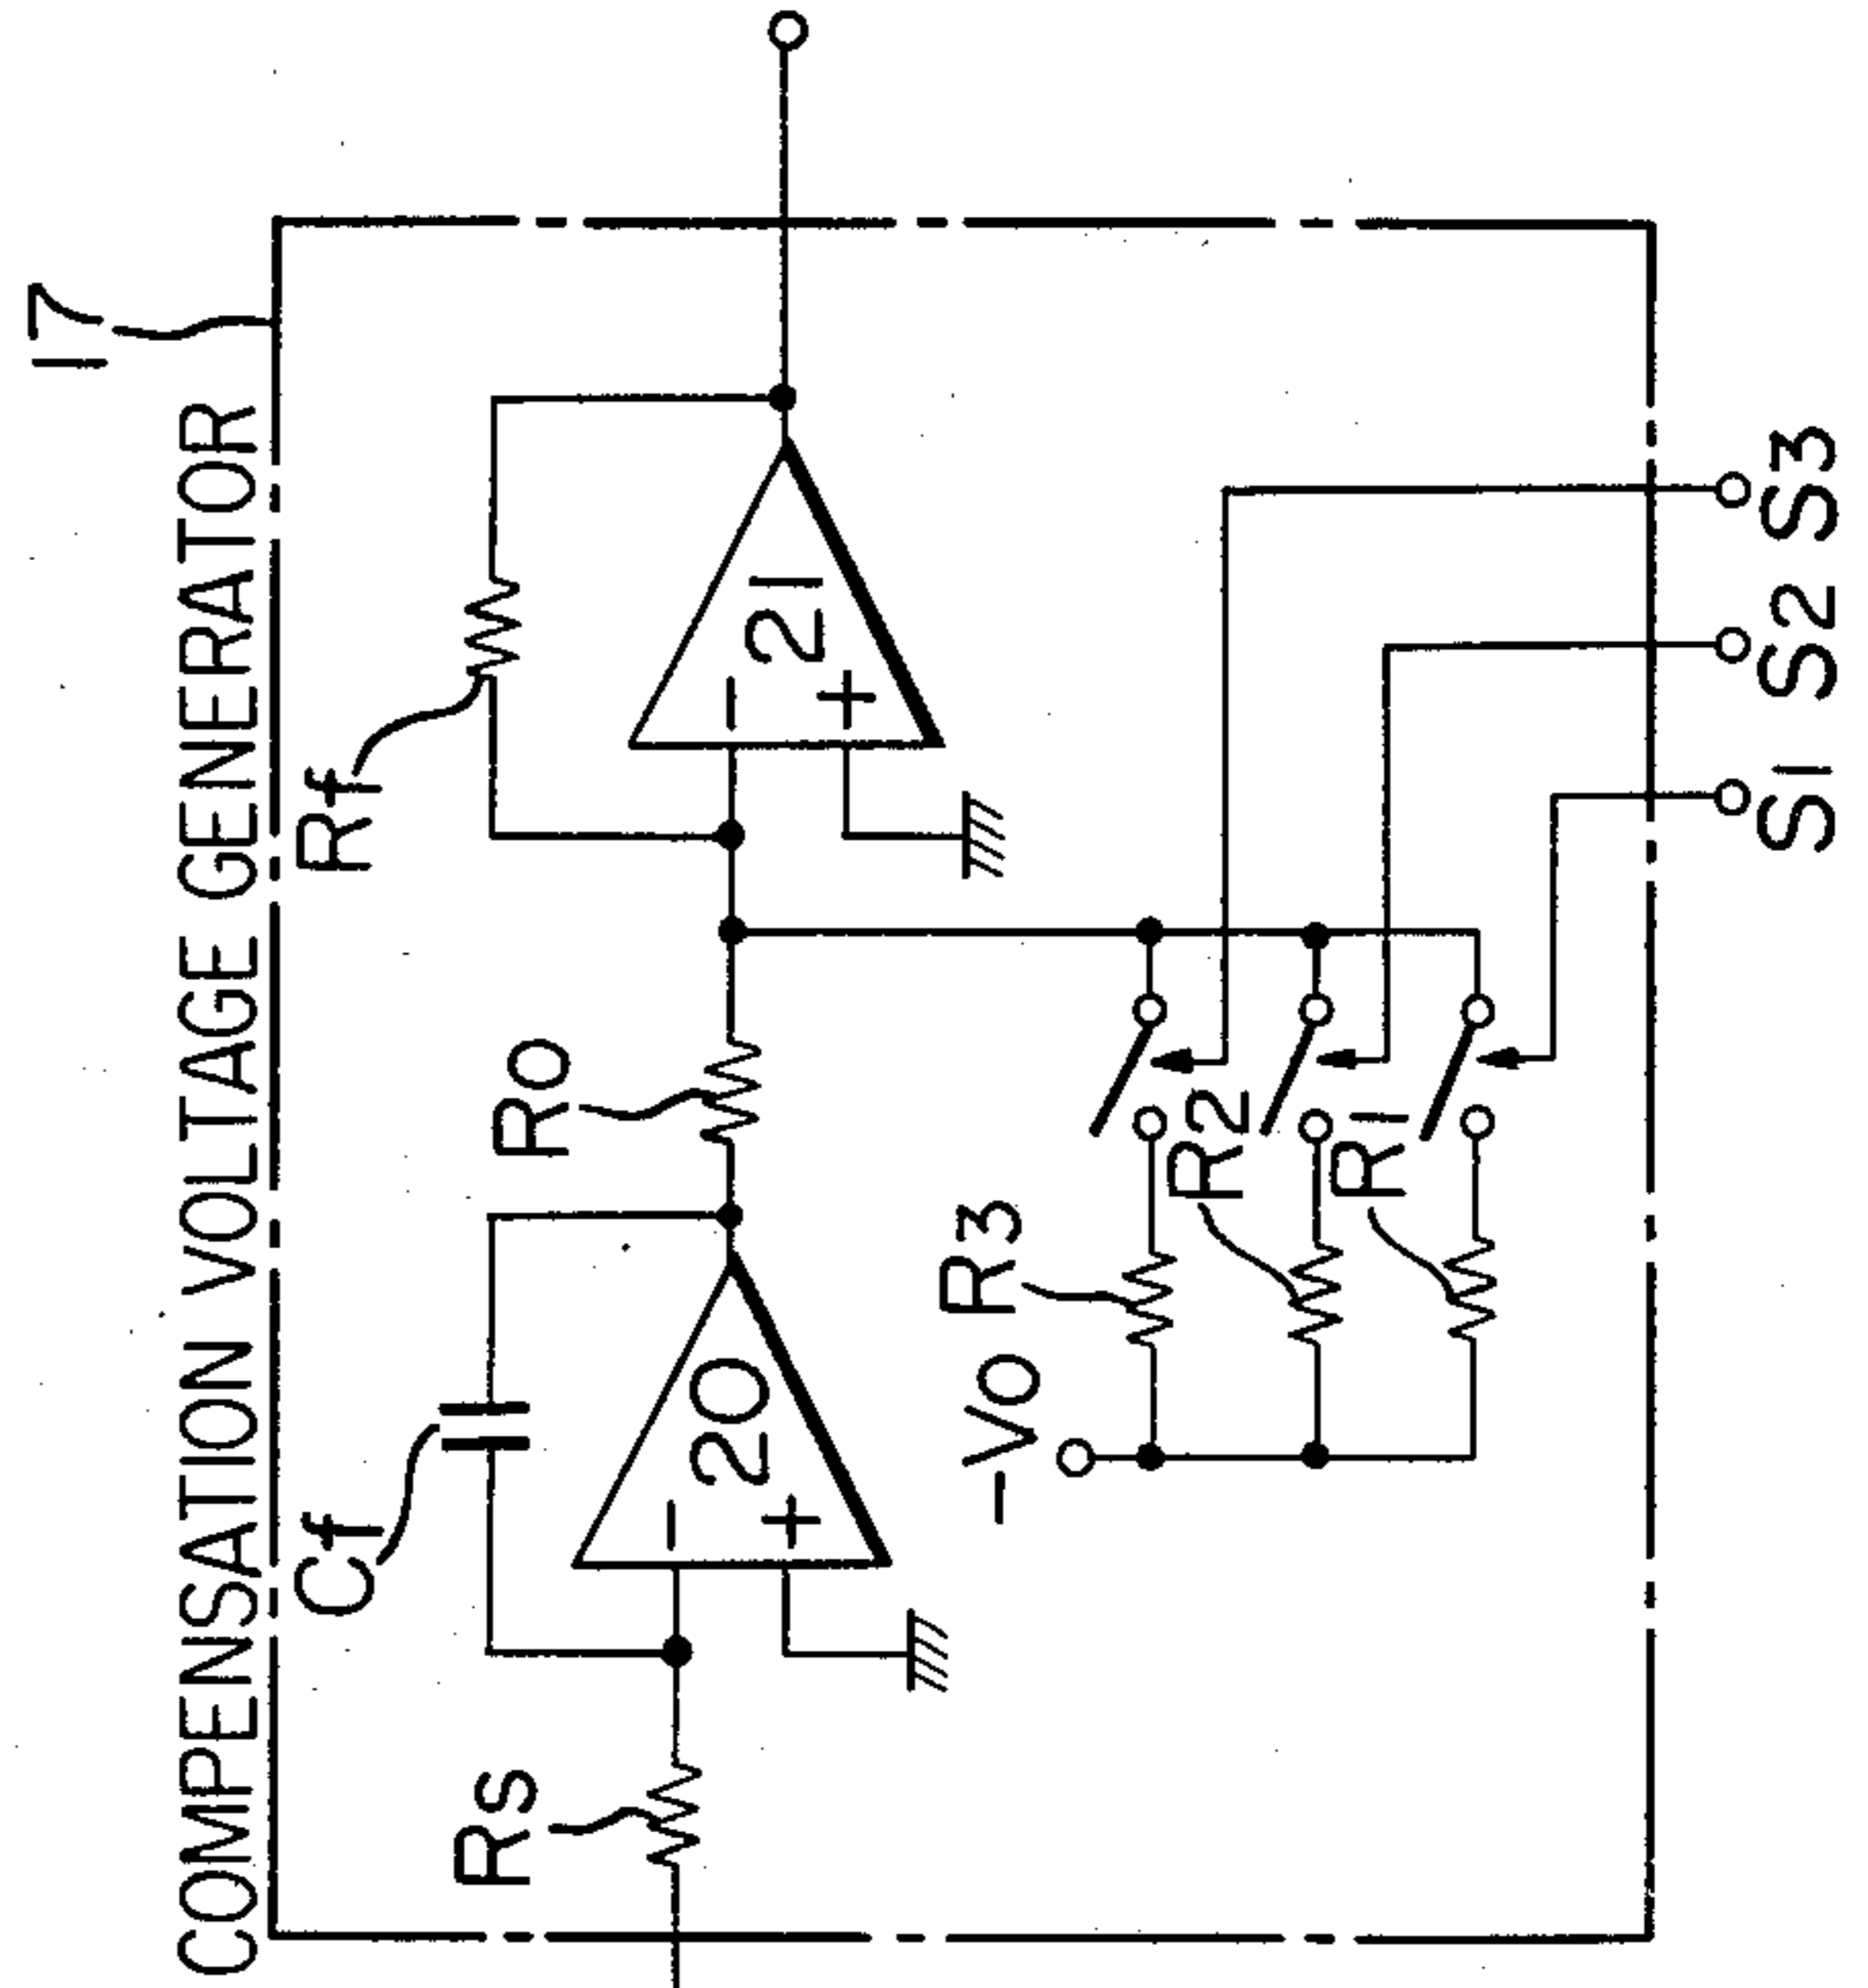 COMPENSATION VOLTAGE GENERATOR
17
Cf
Rf
Rs
RO
-
20
+
-
21
+
-VO
R3
R2
R1
S1 S2 S3